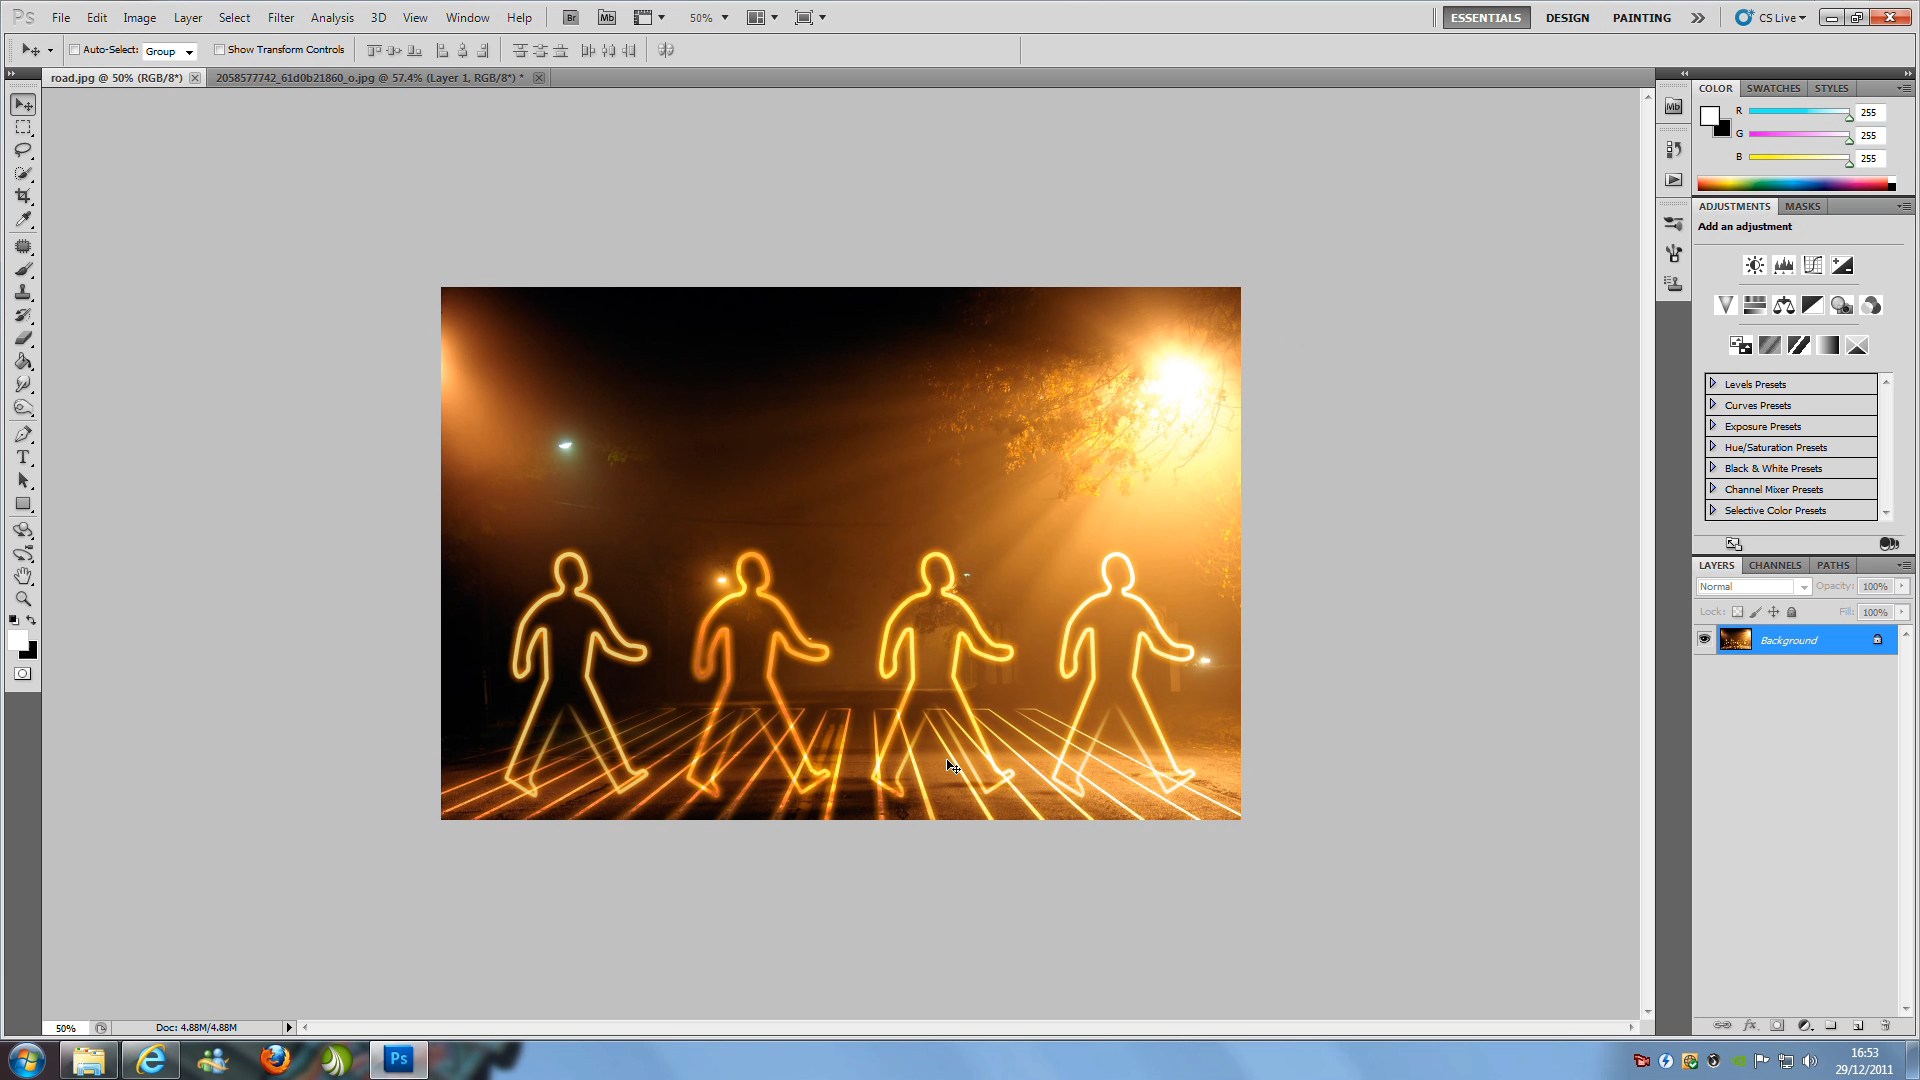 Ps File Edit Image Layer Select Filter Analysis 3D View Window Help Br Mb 50% ESSENTIALS DESIGN PAINTING CS Live
Auto-Select: Group Show Transform Controls
road.jpg @ 50% (RGB/8*) 2058577742_61d0b21860_o.jpg @ 57.4% (Layer 1, RGB/8*) *
Mb
COLOR SWATCHES STYLES
R 255
G 255
B 255
ADJUSTMENTS MASKS
Add an adjustment
Levels Presets
Curves Presets
Exposure Presets
Hue/Saturation Presets
Black & White Presets
Channel Mixer Presets
Selective Color Presets
LAYERS CHANNELS PATHS
Normal Opacity: 100%
Lock: Fill: 100%
Background
T
50% Doc: 4.88M/4.88M
Ps
16:53
29/12/2011